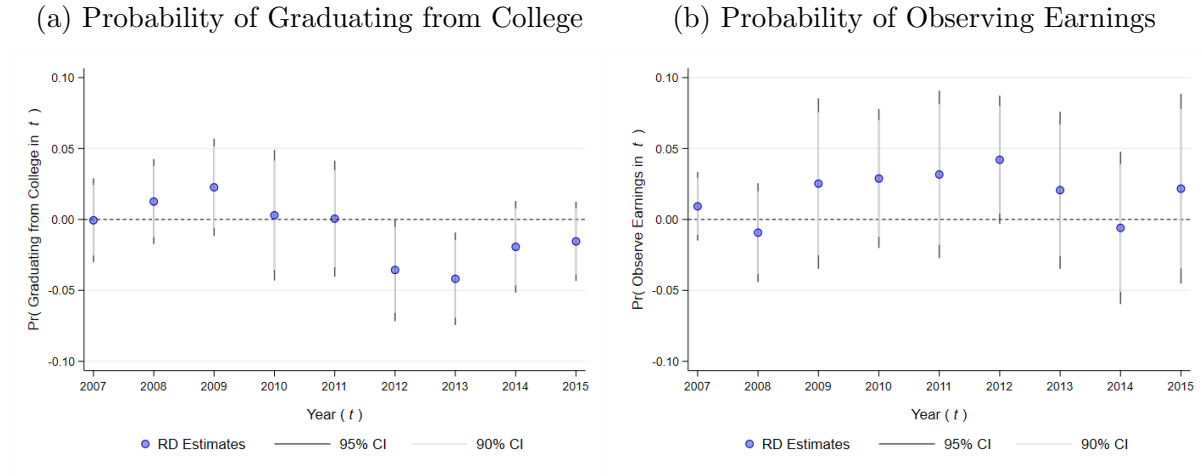 (a) Probability of Graduating from College
Pr( Graduating from College in t )
0.10
0.05
0.00
-0.05
-0.10
2007 2008 2009 2010 2011 2012 2013 2014 2015
Year ( t )
RD Estimates 95% CI 90% CI
(b) Probability of Observing Earnings
Pr( Observe Earnings in t )
0.10
0.05
0.00
-0.05
-0.10
2007 2008 2009 2010 2011 2012 2013 2014 2015
Year ( t )
RD Estimates 95% CI 90% CI